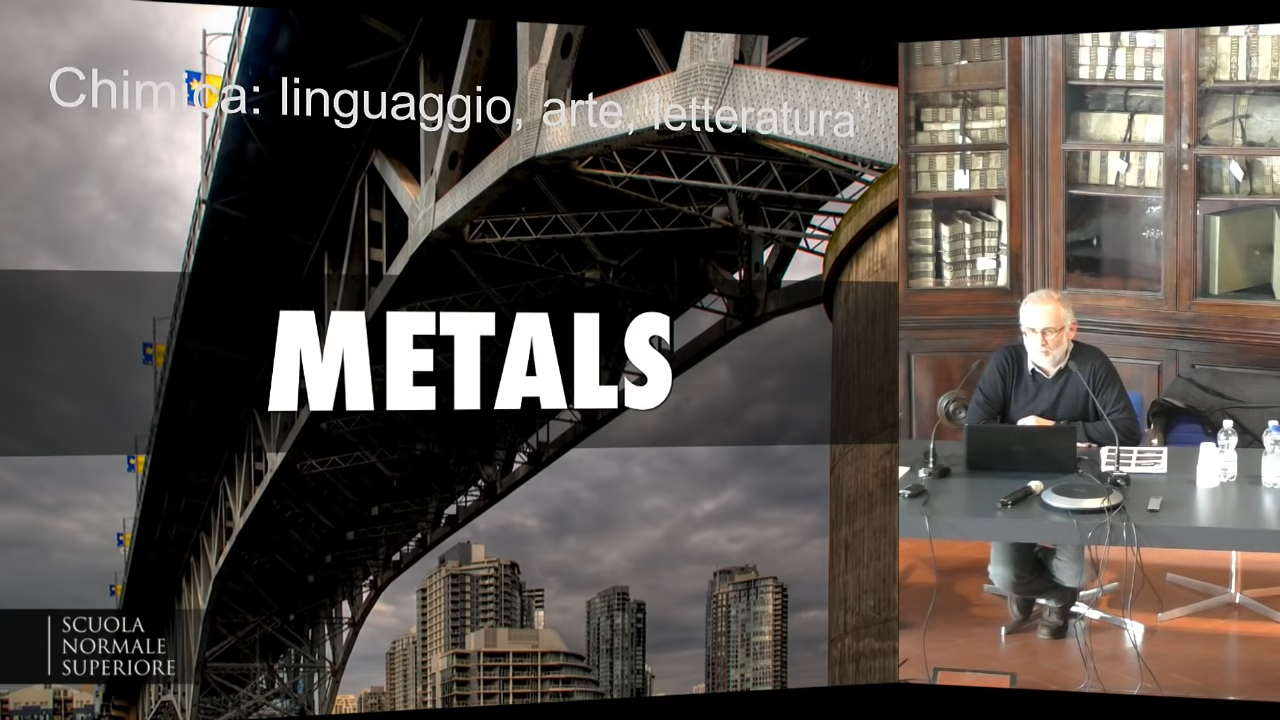 Chimica: linguaggio, arte, letteratura"
METALS
SCUOLA
NORMALE
SUPERIORE